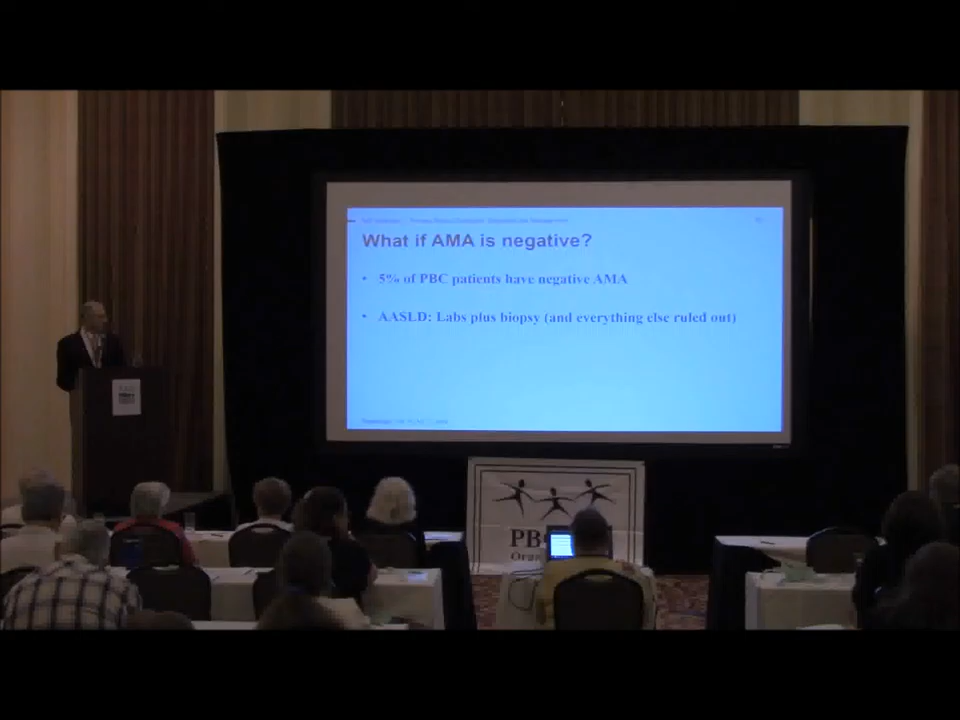 What if AMA is negative?
• 5% of PBC patients have negative AMA
• AASLD: Labs plus biopsy (and everything else ruled out)
PBC